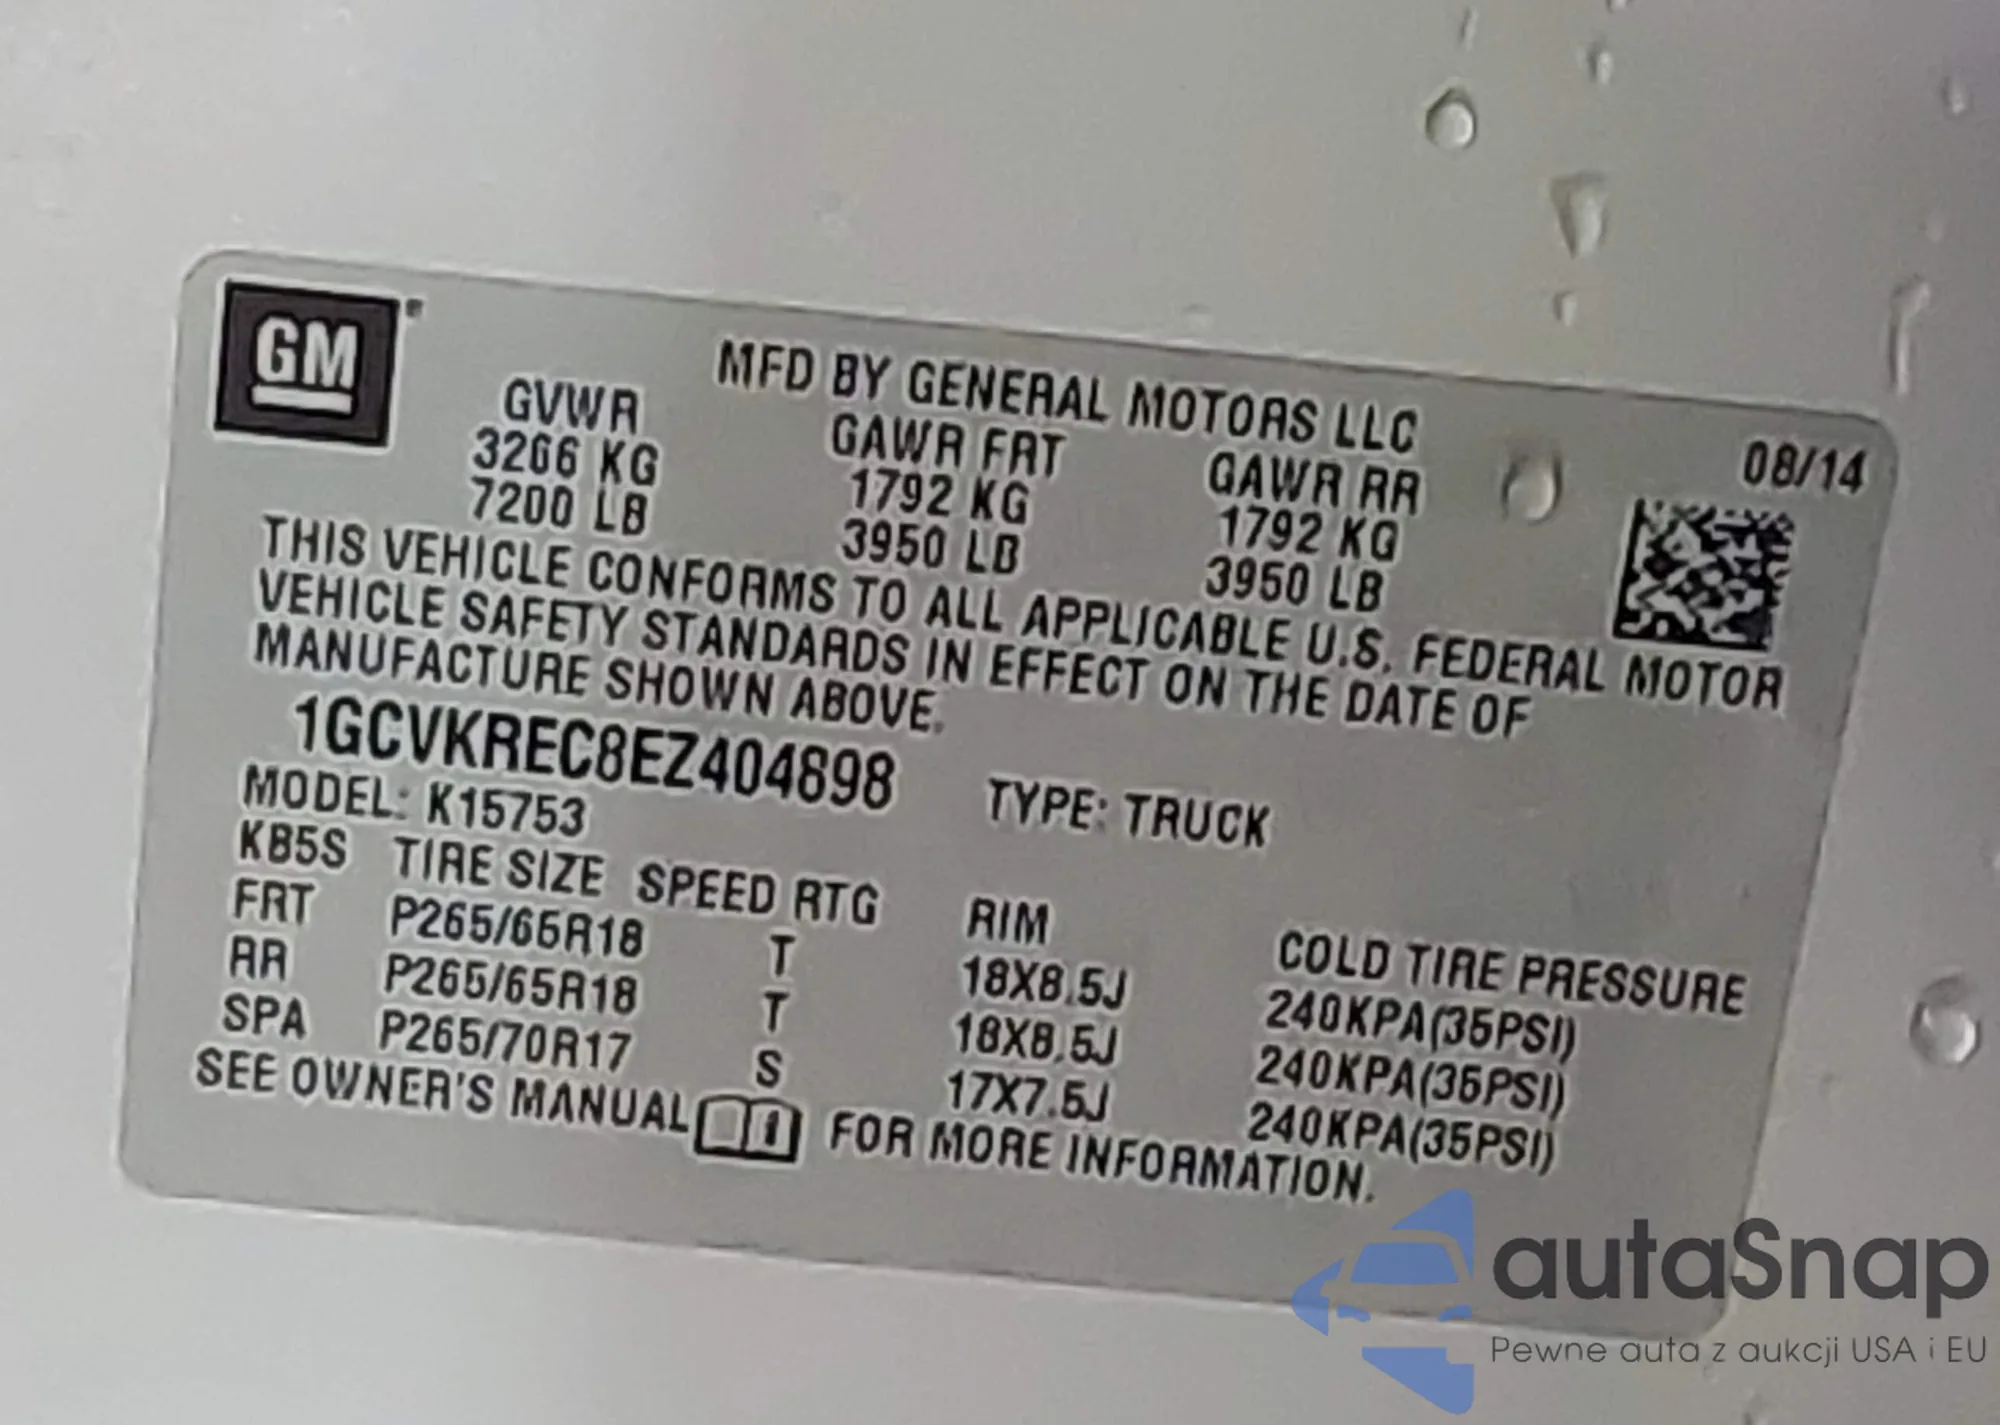 GM
MFD BY GENERAL MOTORS LLC 08/14
GVWR GAWR FRT GAWR RR
3266 KG 1792 KG 1792 KG
7200 LB 3950 LB 3950 LB
THIS VEHICLE CONFORMS TO ALL APPLICABLE U.S. FEDERAL MOTOR
VEHICLE SAFETY STANDARDS IN EFFECT ON THE DATE OF
MANUFACTURE SHOWN ABOVE.
1GCVKREC8EZ404898 TYPE: TRUCK
MODEL: K15753
KB5S TIRE SIZE SPEED RTG RIM COLD TIRE PRESSURE
FRT P265/65R18 T 18X8.5J 240KPA(35PSI)
RR P265/65R18 T 18X8.5J 240KPA(35PSI)
SPA P265/70R17 S 17X7.5J 240KPA(35PSI)
SEE OWNER'S MANUAL FOR MORE INFORMATION.
autaSnap
Pewne auta z aukcji USA i EU